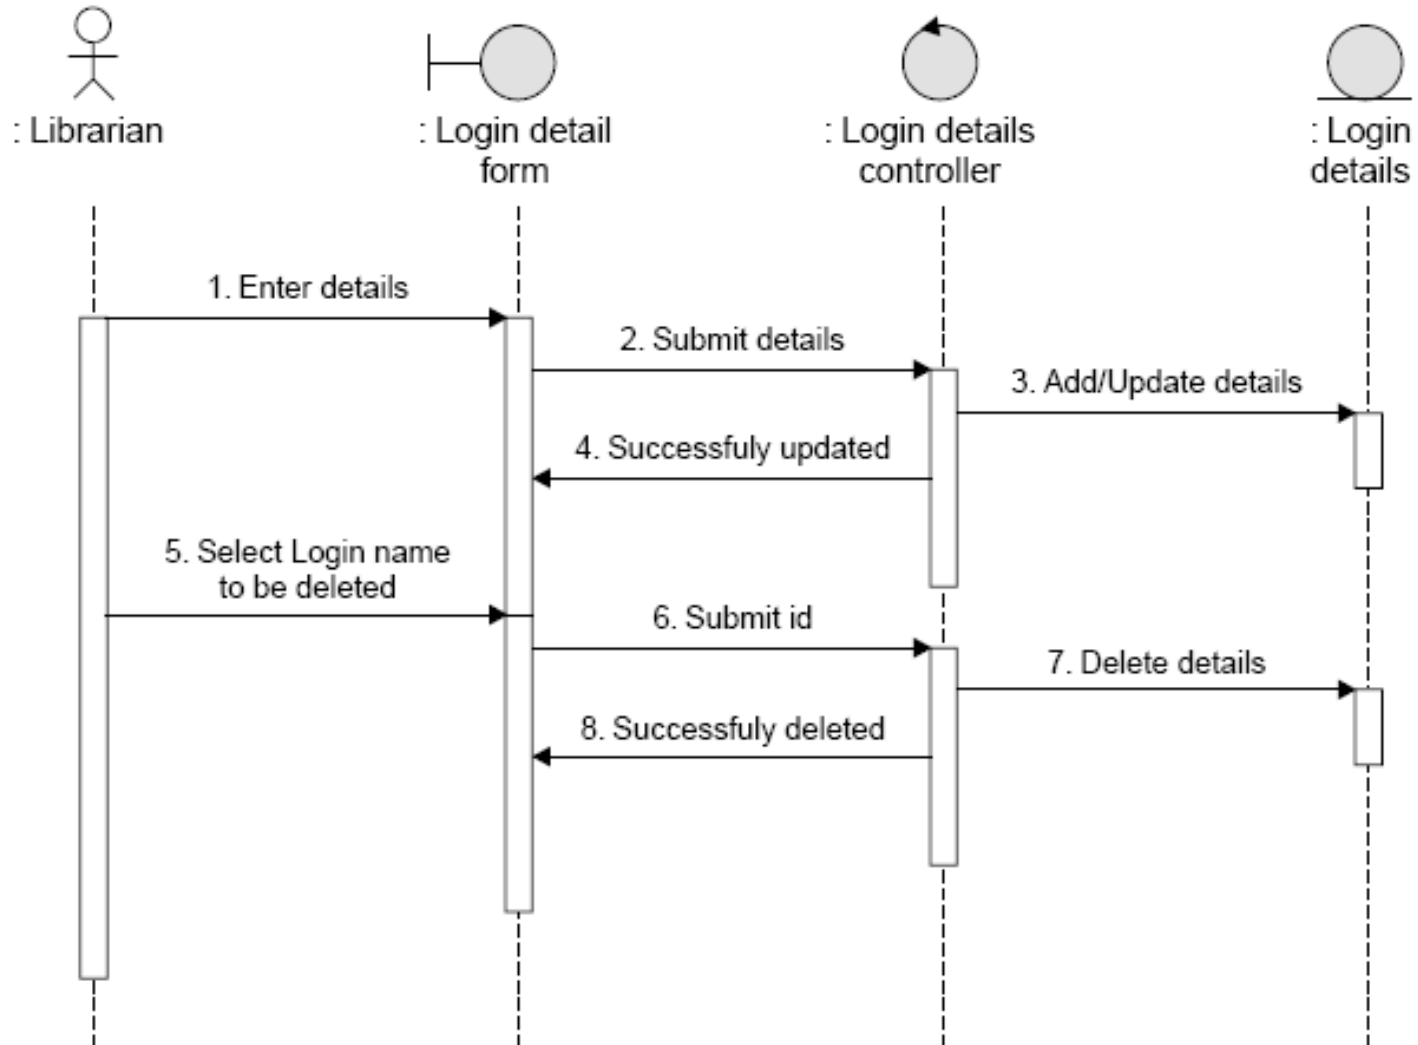 : Librarian
: Login detail
form
: Login details
controller
: Login
details
1. Enter details
2. Submit details
3. Add/Update details
4. Successfuly updated
5. Select Login name
to be deleted
6. Submit id
7. Delete details
8. Successfuly deleted